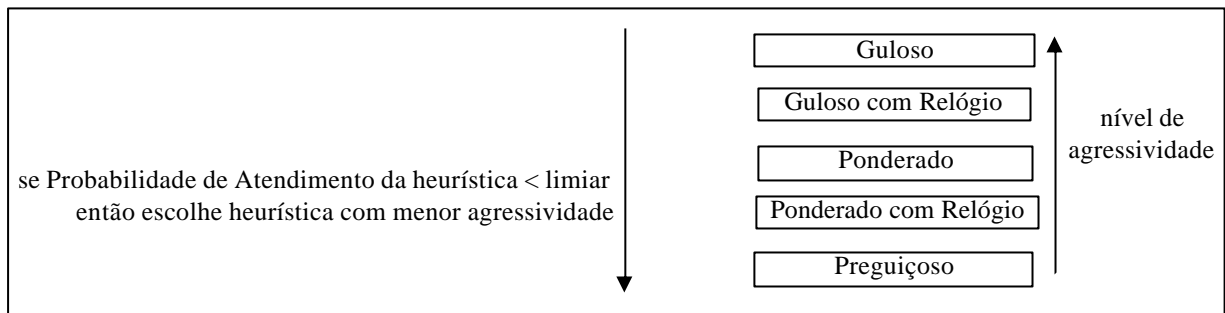 Guloso
Guloso com Relógio
Ponderado
Ponderado com Relógio
Preguiçoso
nível de
agressividade
se Probabilidade de Atendimento da heurística < limiar
então escolhe heurística com menor agressividade